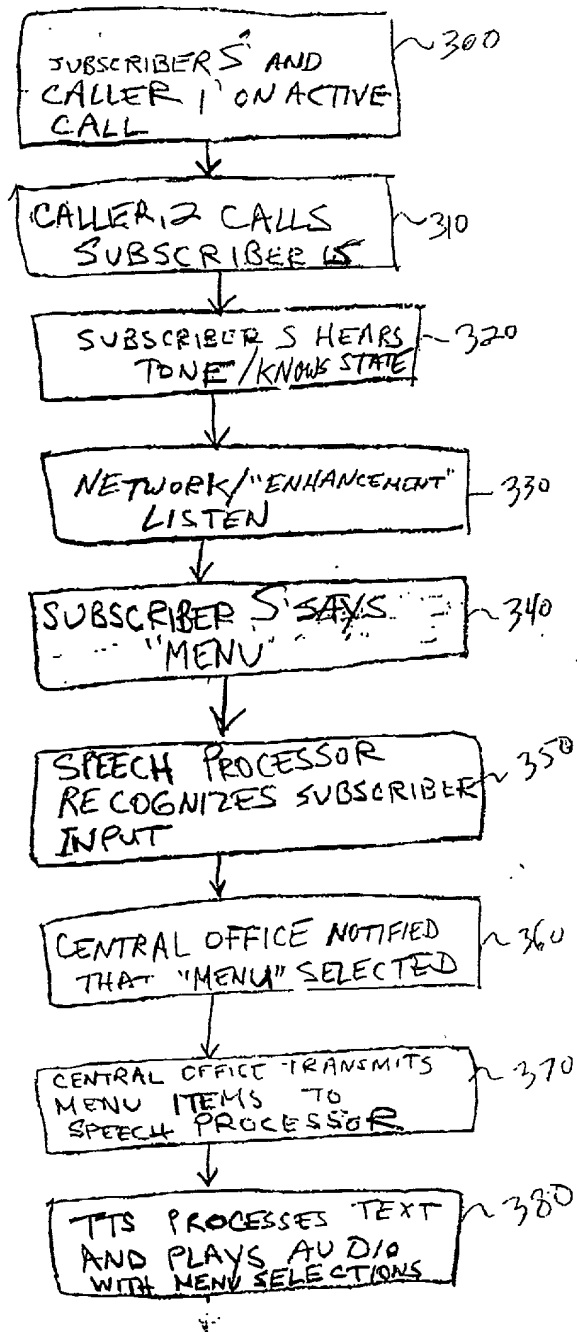 SUBSCRIBER S AND
CALLER 1 ON ACTIVE
CALL
300
CALLER 2 CALLS
SUBSCRIBER S
310
SUBSCRIBER S HEARS
TONE/KNOWS STATE
320
NETWORK/"ENHANCEMENT"
LISTEN
330
SUBSCRIBER S SAYS
"MENU"
340
SPEECH PROCESSOR
RECOGNIZES SUBSCRIBER
INPUT
350
CENTRAL OFFICE NOTIFIED
THAT "MENU" SELECTED
360
CENTRAL OFFICE TRANSMITS
MENU ITEMS TO
SPEECH PROCESSOR
370
TTS PROCESSES TEXT
AND PLAYS AUDIO
WITH MENU SELECTIONS
380